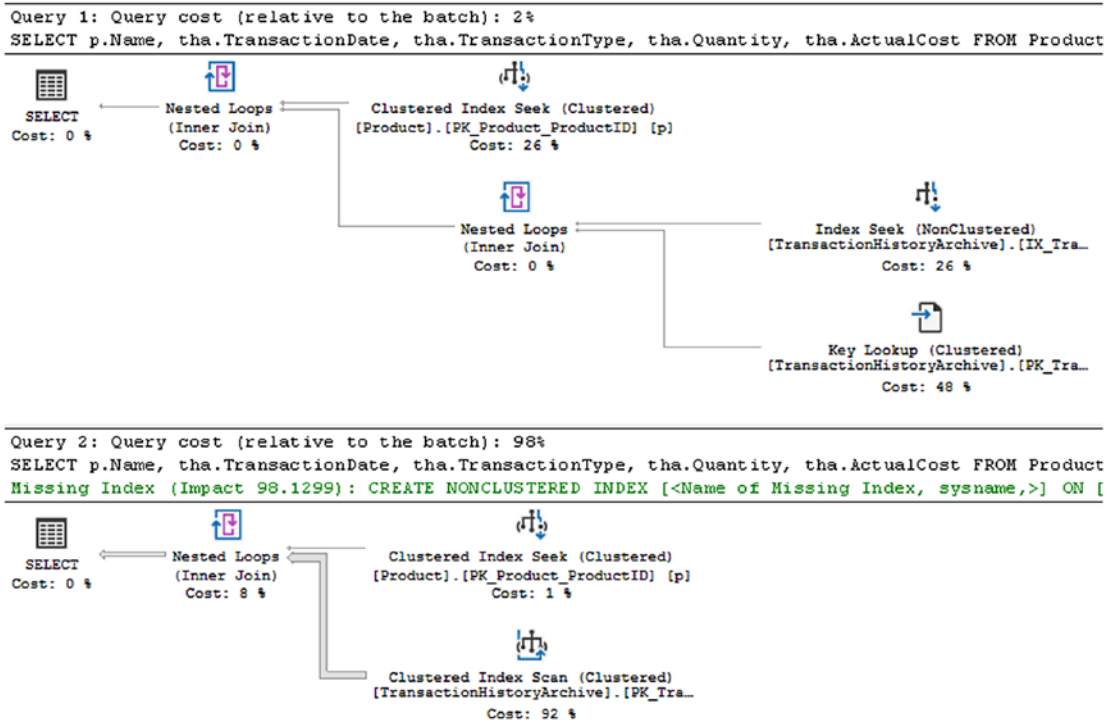 Query 1: Query cost (relative to the batch): 2%
SELECT p.Name, tha.TransactionDate, tha.TransactionType, tha.Quantity, tha.ActualCost FROM Product
SELECT
Cost: 0 %
Nested Loops
(Inner Join)
Cost: 0 %
Clustered Index Seek (Clustered)
[Product].[PK_Product_ProductID] [p]
Cost: 26 %
Nested Loops
(Inner Join)
Cost: 0 %
Index Seek (NonClustered)
[TransactionHistoryArchive].[IX_Tra…
Cost: 26 %
Key Lookup (Clustered)
[TransactionHistoryArchive].[PK_Tra…
Cost: 48 %
Query 2: Query cost (relative to the batch): 98%
SELECT p.Name, tha.TransactionDate, tha.TransactionType, tha.Quantity, tha.ActualCost FROM Product
Missing Index (Impact 98.1299): CREATE NONCLUSTERED INDEX [<Name of Missing Index, sysname,>] ON [
SELECT
Cost: 0 %
Nested Loops
(Inner Join)
Cost: 8 %
Clustered Index Seek (Clustered)
[Product].[PK_Product_ProductID] [p]
Cost: 1 %
Clustered Index Scan (Clustered)
[TransactionHistoryArchive].[PK_Tra…
Cost: 92 %